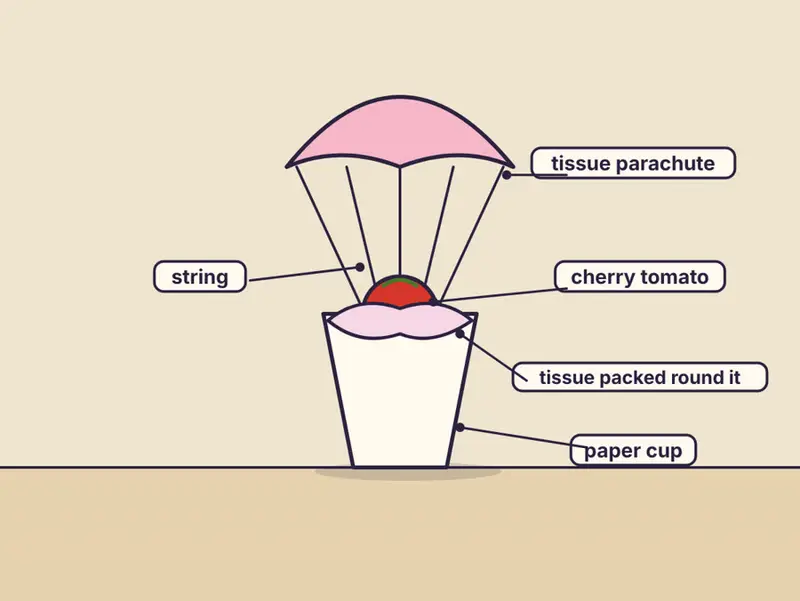 tissue parachute
string
cherry tomato
tissue packed round it
paper cup